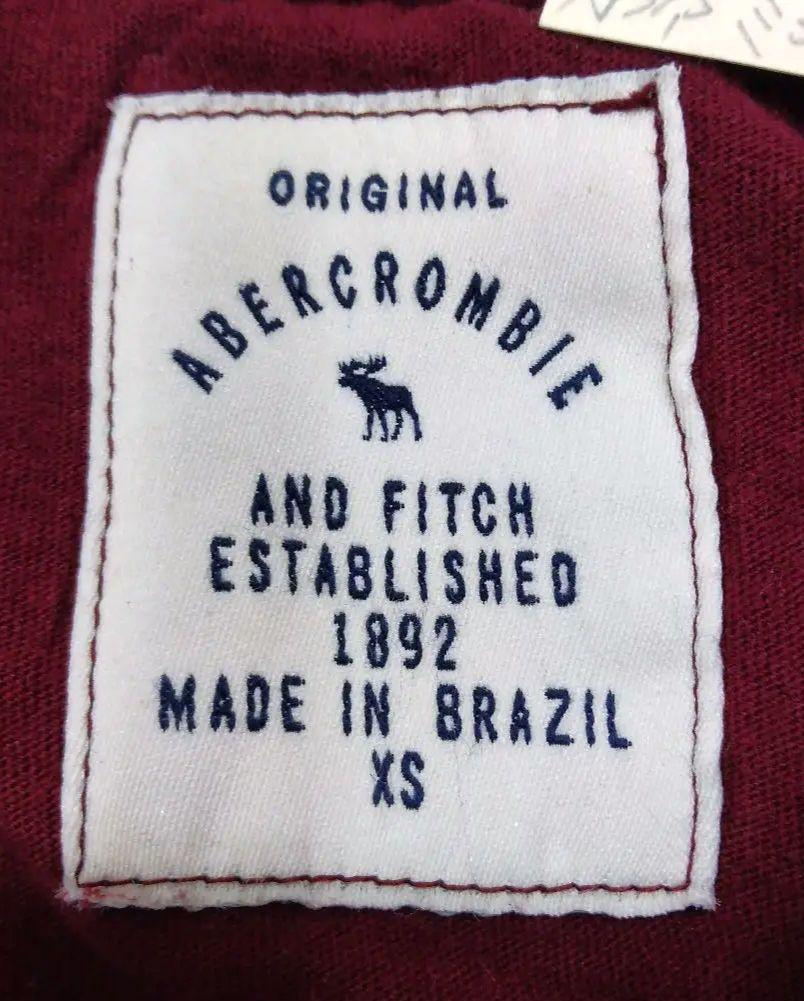 ORIGINAL
ABERCROMBIE
AND FITCH
ESTABLISHED
1892
MADE IN BRAZIL
XS